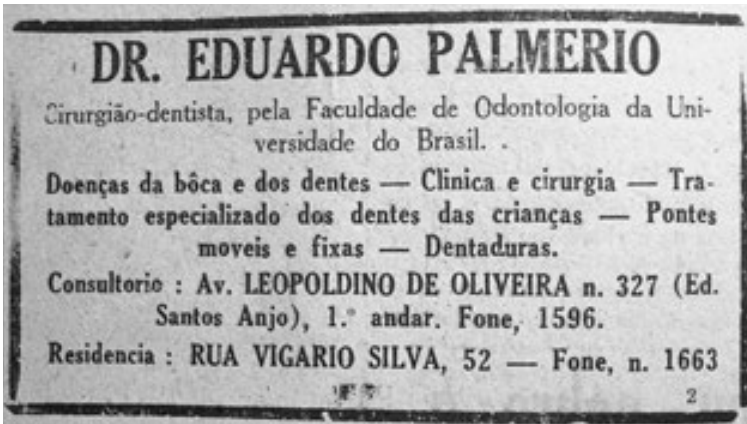 DR. EDUARDO PALMERIO
Cirurgião-dentista, pela Faculdade de Odontologia da Uni-
versidade do Brasil.
Doenças da bôca e dos dentes — Clinica e cirurgia — Tra-
tamento especializado dos dentes das crianças — Pontes
moveis e fixas — Dentaduras.
Consultorio : Av. LEOPOLDINO DE OLIVEIRA n. 327 (Ed.
Santos Anjo), 1.º andar. Fone, 1596.
Residencia : RUA VIGARIO SILVA, 52 — Fone, n. 1663
2